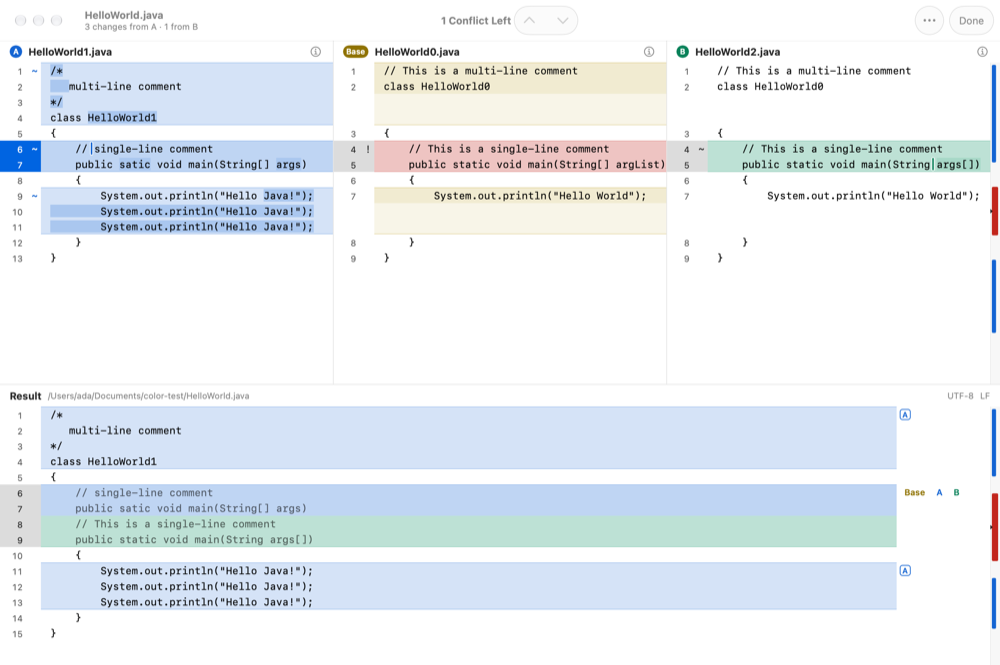 HelloWorld.java
3 changes from A · 1 from B
1 Conflict Left
Done
A HelloWorld1.java
1 ~ /*
2 multi-line comment
3 */
4 class HelloWorld1
5 {
6 ~ // single-line comment
7 public satic void main(String[] args)
8 {
9 ~ System.out.println("Hello Java!");
10 System.out.println("Hello Java!");
11 System.out.println("Hello Java!");
12 }
13 }
Base HelloWorld0.java
1 // This is a multi-line comment
2 class HelloWorld0
3 {
4 ! // This is a single-line comment
5 public static void main(String[] argList)
6 {
7 System.out.println("Hello World");
8 }
9 }
B HelloWorld2.java
1 // This is a multi-line comment
2 class HelloWorld0
3 {
4 ~ // This is a single-line comment
5 public static void main(String args[])
6 {
7 System.out.println("Hello World");
8 }
9 }
Result /Users/ada/Documents/color-test/HelloWorld.java
UTF-8 LF
1 /* A
2 multi-line comment
3 */
4 class HelloWorld1
5 {
6 // single-line comment Base A B
7 public satic void main(String[] args)
8 // This is a single-line comment
9 public static void main(String args[])
10 {
11 System.out.println("Hello Java!"); A
12 System.out.println("Hello Java!");
13 System.out.println("Hello Java!");
14 }
15 }